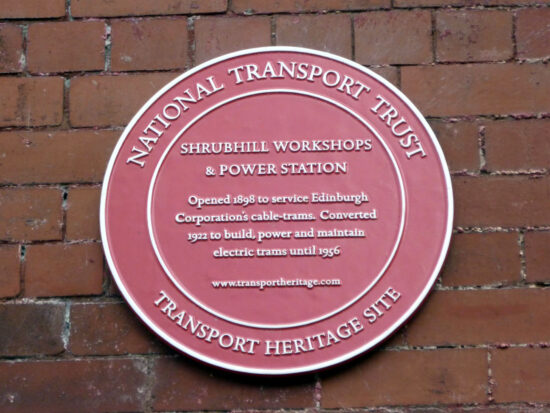 NATIONAL TRANSPORT TRUST
SHRUBHILL WORKSHOPS
& POWER STATION
Opened 1898 to service Edinburgh
Corporation's cable-trams. Converted
1922 to build, power and maintain
electric trams until 1956
www.transportheritage.com
TRANSPORT HERITAGE SITE